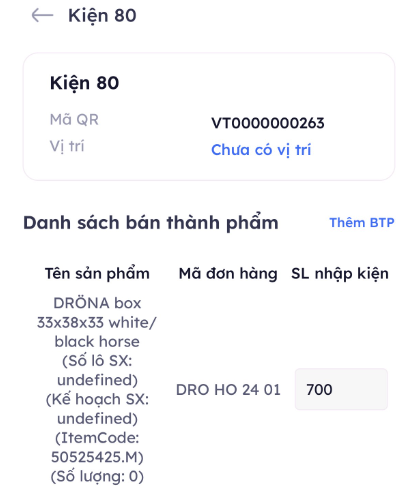 ← Kiện 80
Kiện 80
Mã QR VT0000000263
Vị trí Chưa có vị trí
Danh sách bán thành phẩm Thêm BTP
Tên sản phẩm Mã đơn hàng SL nhập kiện
DRÖNA box
33x38x33 white/
black horse
(Số lô SX:
undefined)
(Kế hoạch SX:
undefined)
(ItemCode:
50525425.M)
(Số lượng: 0)
DRO HO 24 01
700